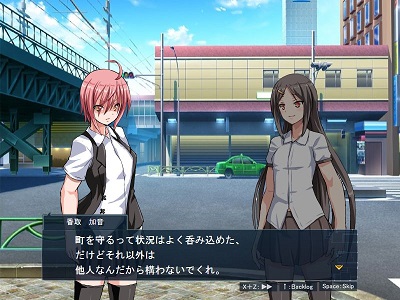 香取　加音
町を守るって状況はよく呑み込めた、
だけどそれ以外は
他人なんだから構わないでくれ。
X+Z: ▶▶ ↑:Backlog Space:Skip